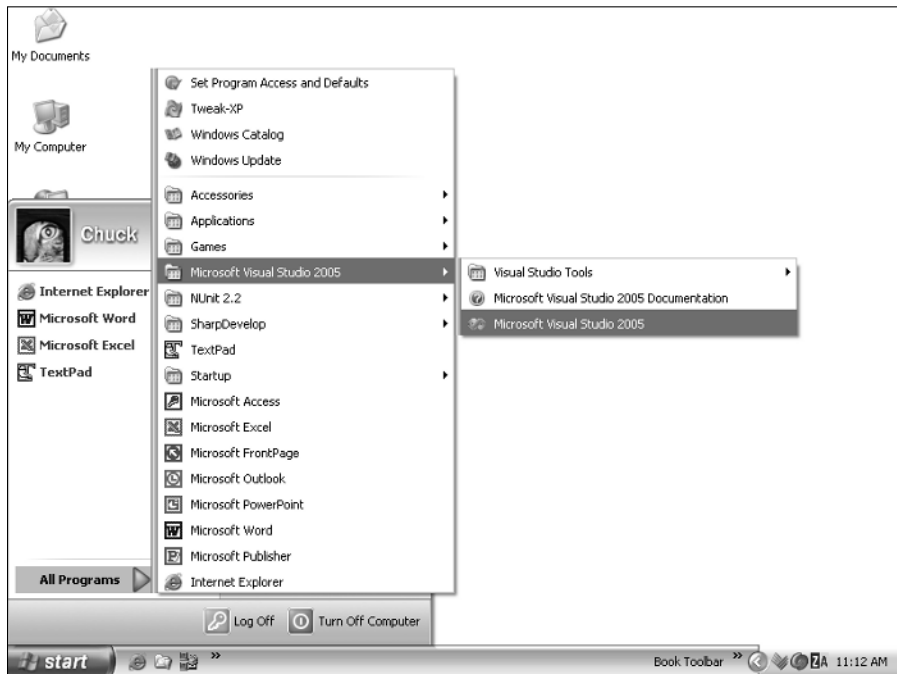 My Documents
My Computer
Set Program Access and Defaults
Tweak-XP
Windows Catalog
Windows Update
Accessories
Applications
Games
Microsoft Visual Studio 2005
NUnit 2.2
SharpDevelop
TextPad
Startup
Microsoft Access
Microsoft Excel
Microsoft FrontPage
Microsoft Outlook
Microsoft PowerPoint
Microsoft Word
Microsoft Publisher
Internet Explorer
Visual Studio Tools
Microsoft Visual Studio 2005 Documentation
Microsoft Visual Studio 2005
Chuck
Internet Explorer
Microsoft Word
Microsoft Excel
TextPad
All Programs
Log Off
Turn Off Computer
start
»
Book Toolbar »
11:12 AM